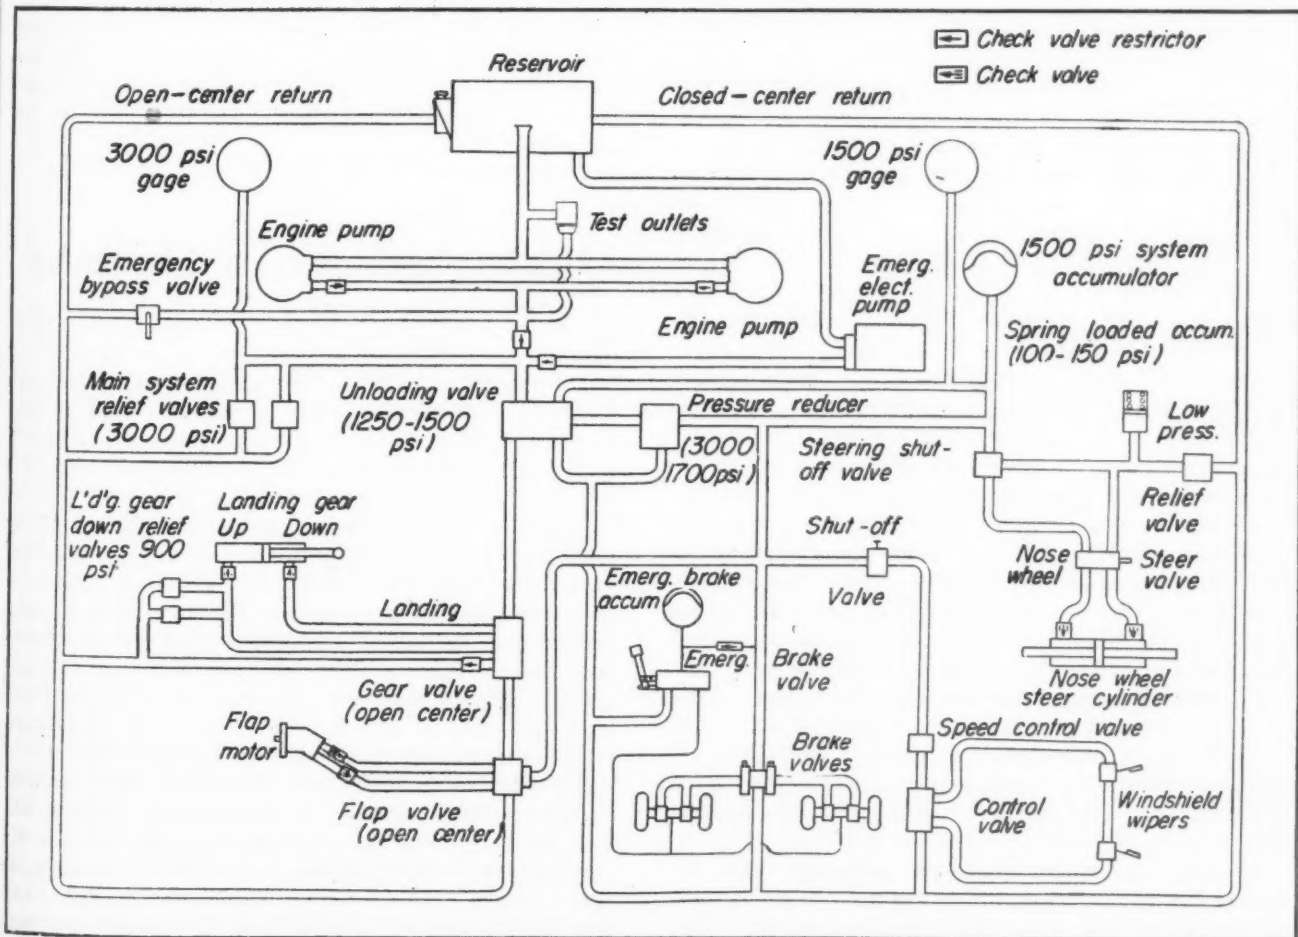 Check valve restrictor
Check valve
Reservoir
Open-center return
Closed-center return
3000 psi
gage
1500 psi
gage
Test outlets
Engine pump
Emergency
bypass valve
Emerg.
elect.
pump
1500 psi system
accumulator
Engine pump
Spring loaded accum.
(100-150 psi)
Main system
relief valves
(3000 psi)
Unloading valve
(1250-1500
psi)
Pressure reducer
(3000
1700psi)
Low
press.
Steering shut-
off valve
Relief
valve
L'd'g. gear
down relief
valves 900
psi
Landing gear
Up Down
Shut-off
Valve
Nose
wheel
Steer
valve
Emerg. brake
accum
Landing
Emerg.
Brake
valve
Gear valve
(open center)
Nose wheel
steer cylinder
Flap
motor
Speed control valve
Brake
valves
Control
valve
Windshield
wipers
Flap valve
(open center)